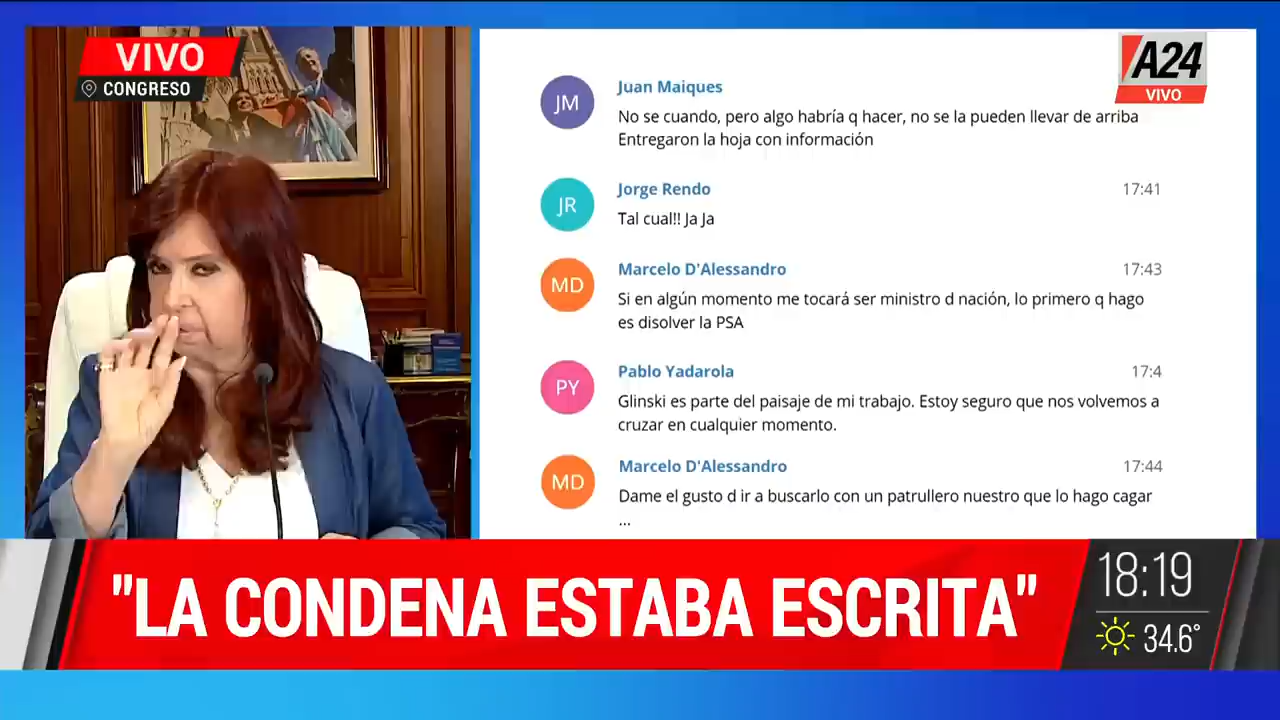 VIVO
CONGRESO
A24
VIVO
JM
Juan Maiques
No se cuando, pero algo habría q hacer, no se la pueden llevar de arriba
Entregaron la hoja con información
JR
Jorge Rendo
17:41
Tal cual!! Ja Ja
MD
Marcelo D'Alessandro
17:43
Si en algún momento me tocará ser ministro d nación, lo primero q hago
es disolver la PSA
PY
Pablo Yadarola
17:4
Glinski es parte del paisaje de mi trabajo. Estoy seguro que nos volvemos a
cruzar en cualquier momento.
MD
Marcelo D'Alessandro
17:44
Dame el gusto d ir a buscarlo con un patrullero nuestro que lo hago cagar
...
"LA CONDENA ESTABA ESCRITA"
18:19
34.6°